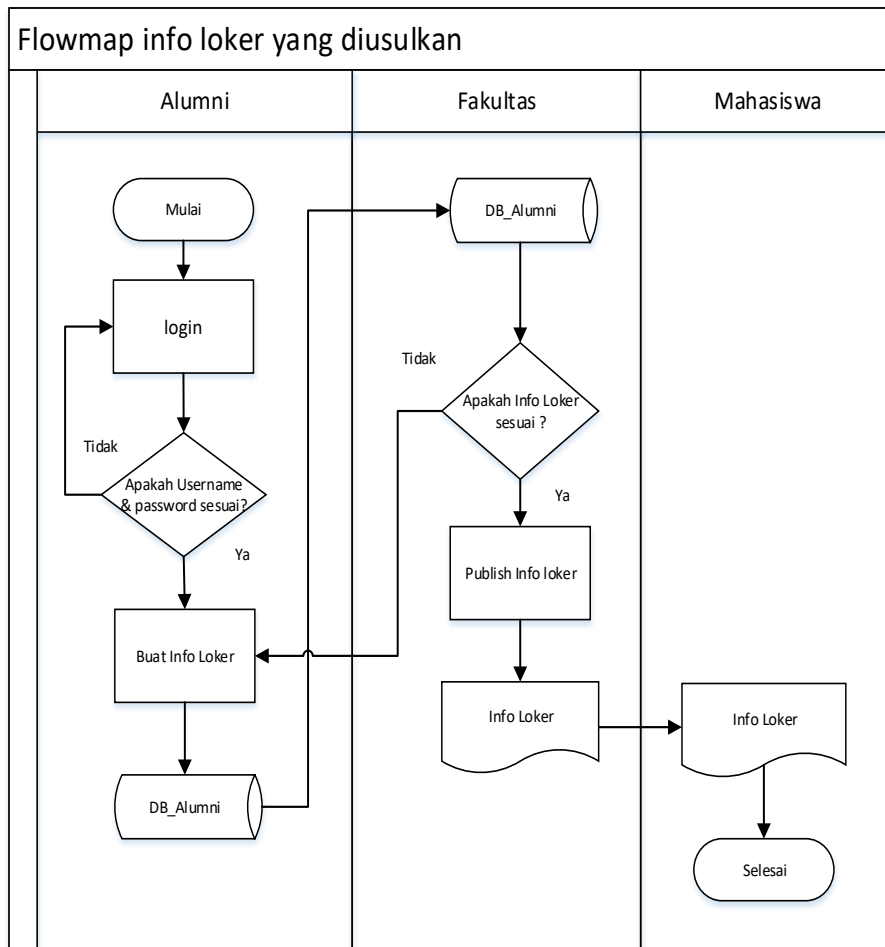 Flowmap info loker yang diusulkan
Alumni
Fakultas
Mahasiswa
Mulai
login
Tidak
Apakah Username
& password sesuai?
Ya
Buat Info Loker
DB_Alumni
DB_Alumni
Tidak
Apakah Info Loker
sesuai ?
Ya
Publish Info loker
Info Loker
Info Loker
Selesai